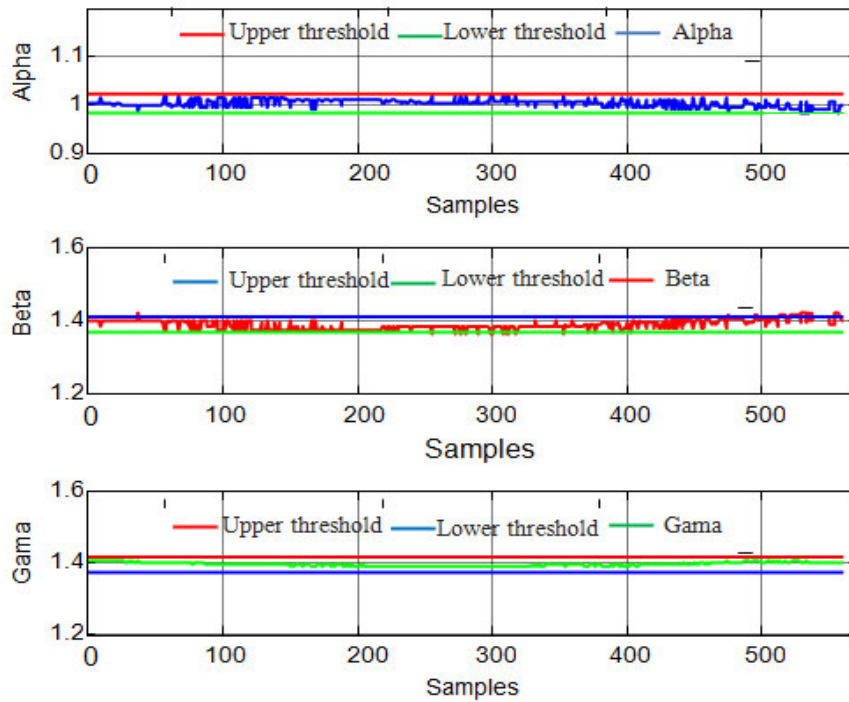 Upper threshold Lower threshold Alpha
Alpha
1.1
1
0.9
0 100 200 300 400 500
Samples
Upper threshold Lower threshold Beta
Beta
1.6
1.4
1.2
0 100 200 300 400 500
Samples
Upper threshold Lower threshold Gama
Gama
1.6
1.4
1.2
0 100 200 300 400 500
Samples